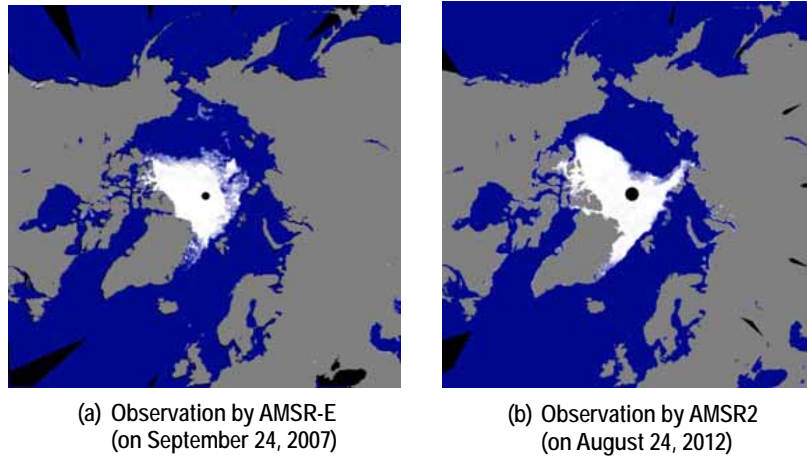 (a) Observation by AMSR-E
(on September 24, 2007)
(b) Observation by AMSR2
(on August 24, 2012)